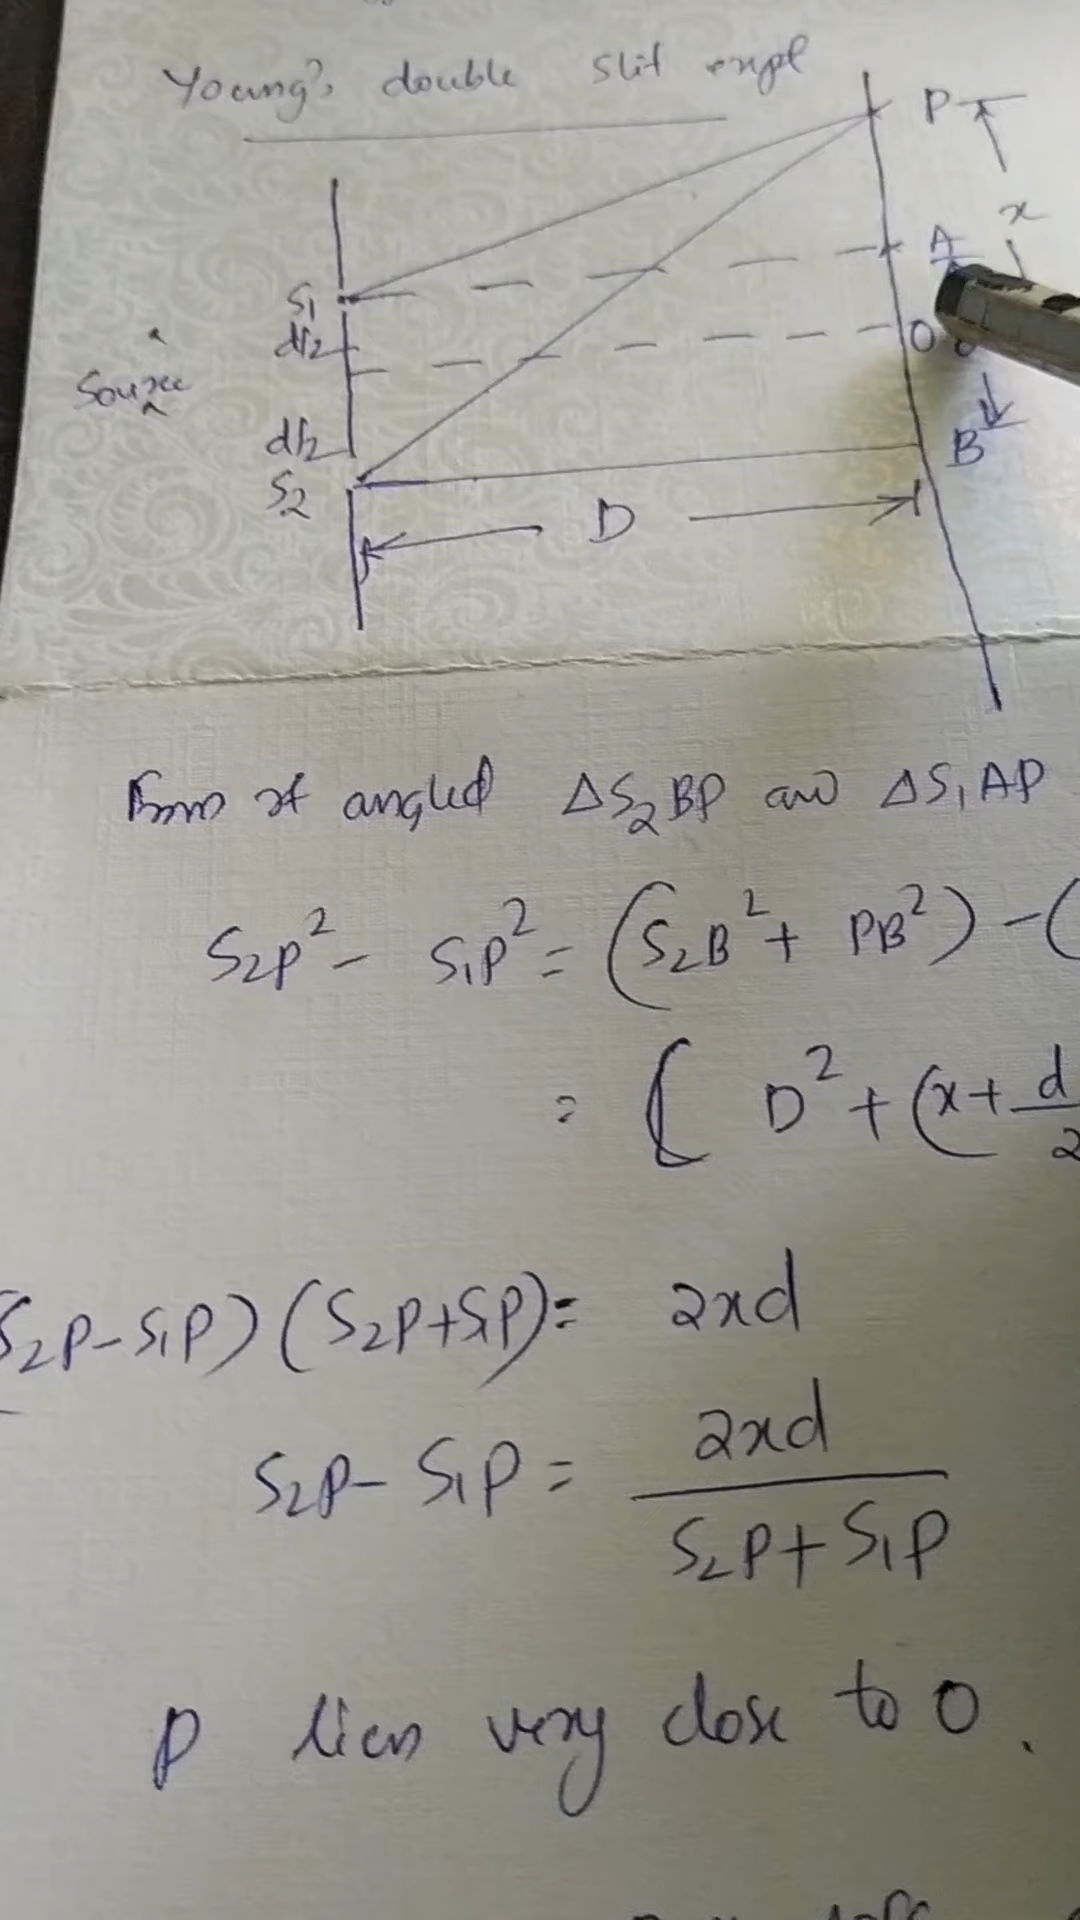 Young's double slit expt
P
x
A
S1
d/2
O
Source
d/2
B
S2
D
From rt angled ΔS₂BP and ΔS₁AP
S₂P² - S₁P² = (S₂B² + PB²) - (
= [ D² + (x + d/2
S₂P - S₁P) (S₂P + S₁P) = 2xd
S₂P - S₁P = 2xd / S₂P + S₁P
P lies very close to O.